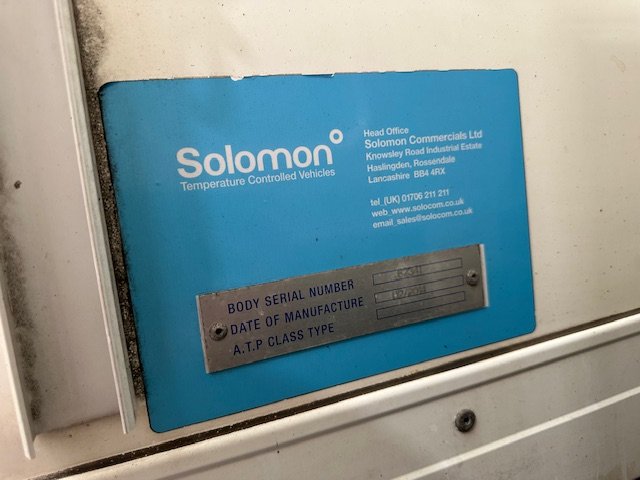 Solomon°
Temperature Controlled Vehicles
Head Office
Solomon Commercials Ltd
Knowsley Road Industrial Estate
Haslingden, Rossendale
Lancashire BB4 4RX
tel_(UK) 01706 211 211
web_www.solocom.co.uk
email_sales@solocom.co.uk
BODY SERIAL NUMBER
DATE OF MANUFACTURE
A.T.P CLASS TYPE